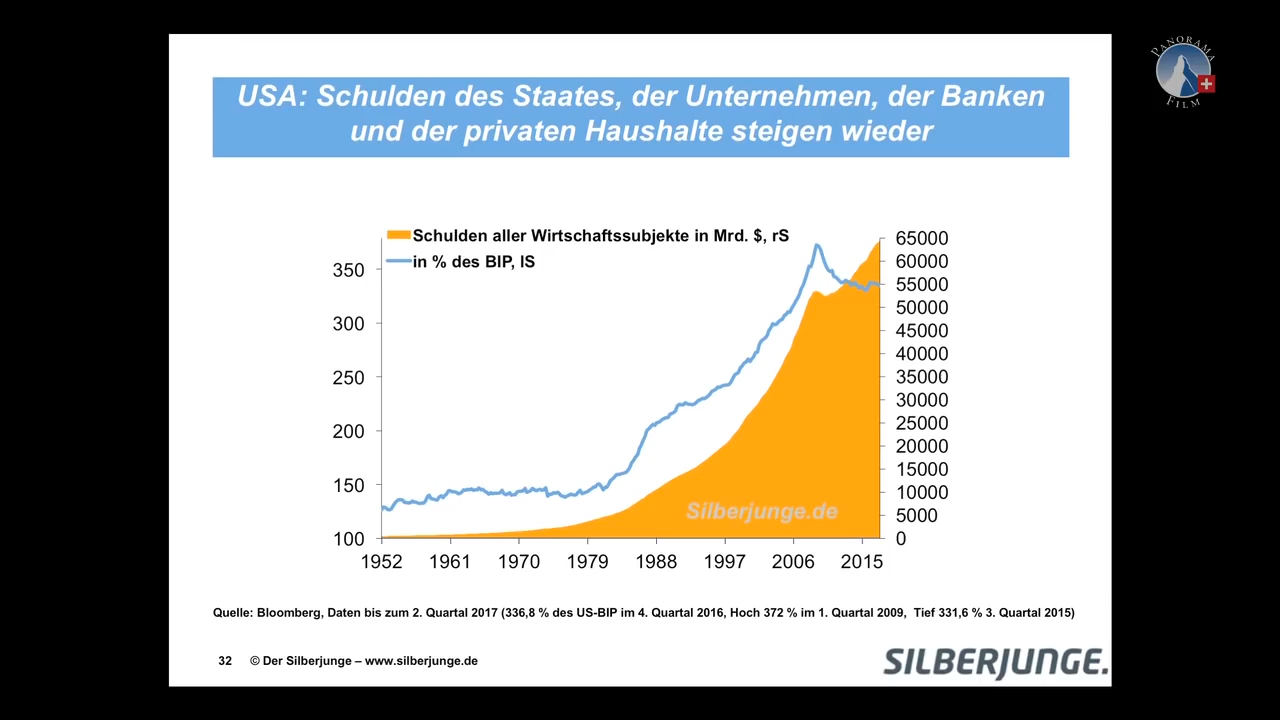 PANORAMA
FILM
USA: Schulden des Staates, der Unternehmen, der Banken
und der privaten Haushalte steigen wieder
Schulden aller Wirtschaftssubjekte in Mrd. $, rS
in % des BIP, lS
350
300
250
200
150
100
65000
60000
55000
50000
45000
40000
35000
30000
25000
20000
15000
10000
5000
0
Silberjunge.de
1952 1961 1970 1979 1988 1997 2006 2015
Quelle: Bloomberg, Daten bis zum 2. Quartal 2017 (336,8 % des US-BIP im 4. Quartal 2016, Hoch 372 % im 1. Quartal 2009, Tief 331,6 % 3. Quartal 2015)
32 © Der Silberjunge – www.silberjunge.de
SILBERJUNGE.